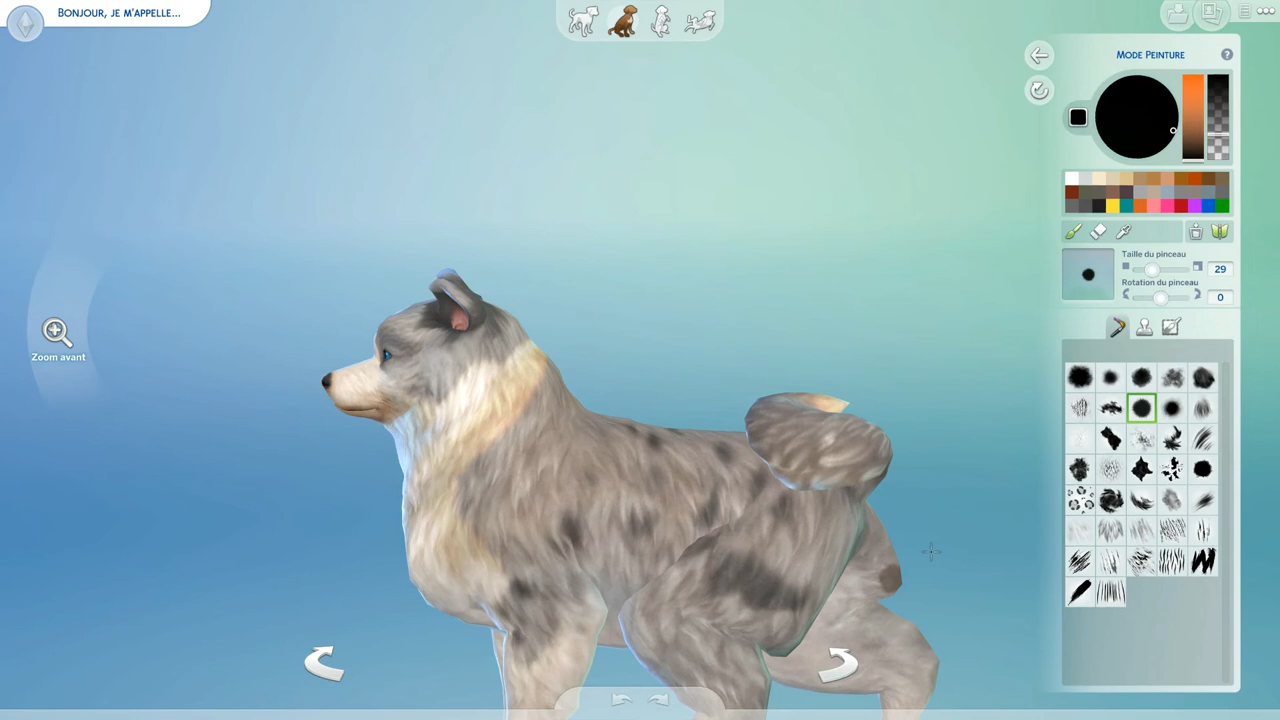 BONJOUR, JE M'APPELLE...
MODE PEINTURE
?
Taille du pinceau
29
Rotation du pinceau
0
Zoom avant